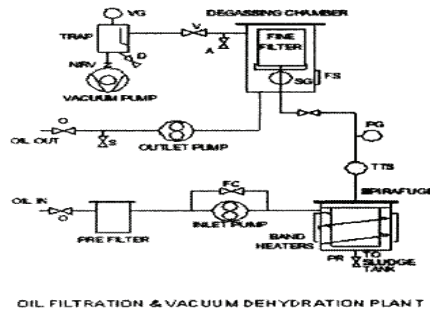 VG
DEGASSING CHAMBER
V
TRAP
FINE
FILTER
D
A
NRV
SG
FS
VACUUM PUMP
PG
O
OIL OUT
S
OUTLET PUMP
TTS
FC
SPIRAFUGE
OIL IN
O
INLET PUMP
BAND
HEATERS
PRE FILTER
PR
TO
SLUDGE
TANK
OIL FILTRATION & VACUUM DEHYDRATION PLANT